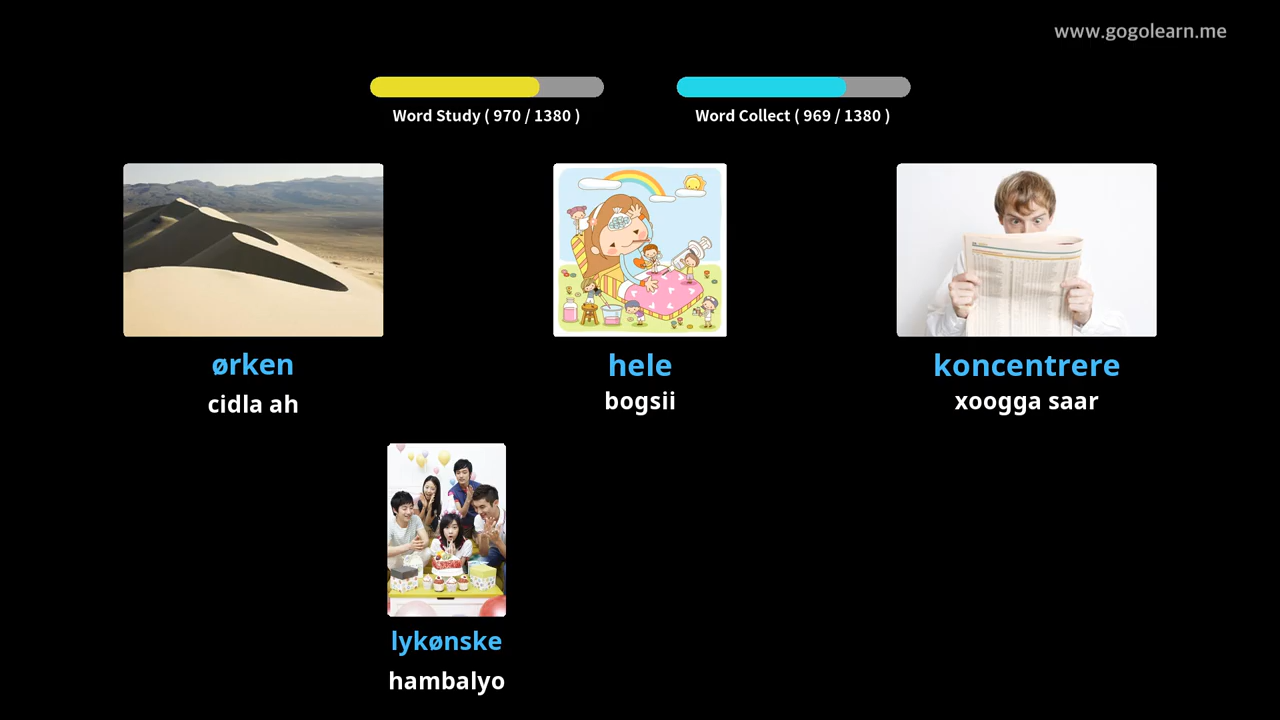 www.gogolearn.me
Word Study ( 970 / 1380 )
Word Collect ( 969 / 1380 )
ørken
cidla ah
hele
bogsii
koncentrere
xoogga saar
lykønske
hambalyo